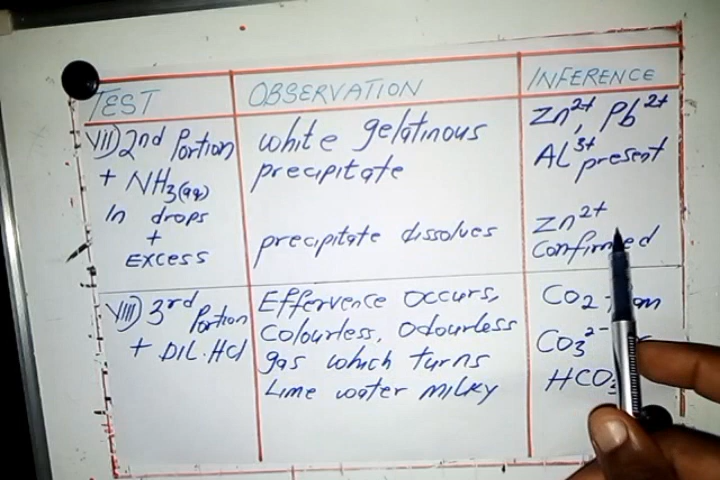 TEST OBSERVATION INFERENCE
VII) 2nd Portion
+ NH3(aq)
In drops
+
EXCESS
white gelatinous
precipitate
precipitate dissolves
Zn²⁺, Pb²⁺
AL³⁺ present
Zn²⁺
Confirmed
VIII) 3rd Portion
+ DIL. HCl
Effervence occurs,
Colourless, Odourless
gas which turns
Lime water MILKY
CO₂
CO₃²⁻
HCO₃